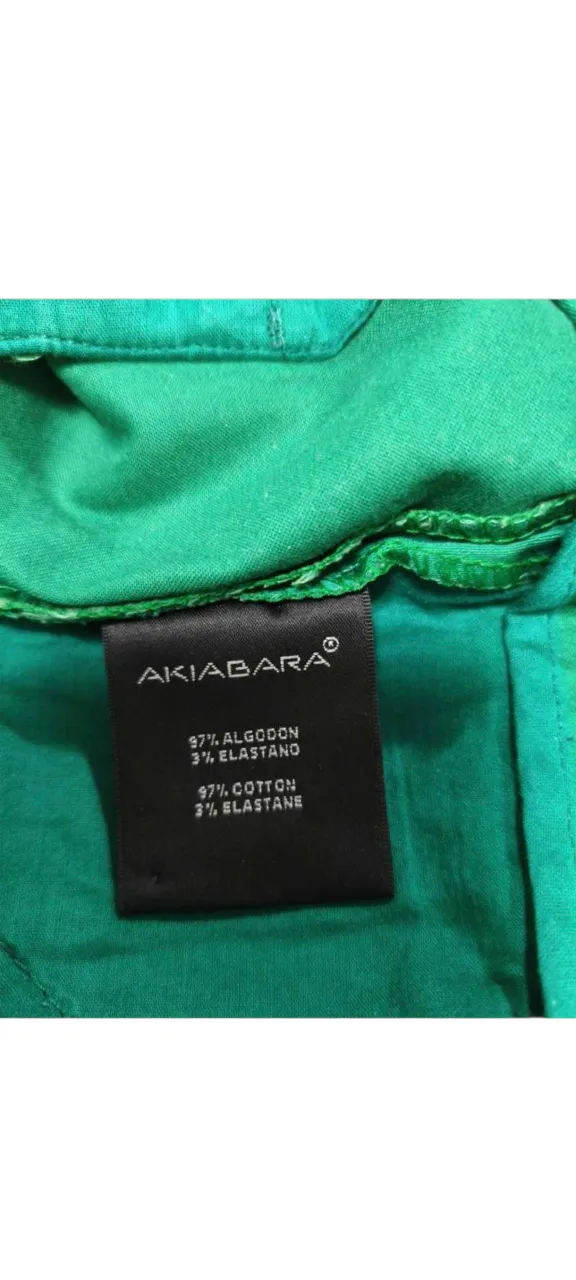 AKIABARA®
97% ALGODON
3% ELASTANO
97% COTTON
3% ELASTANE